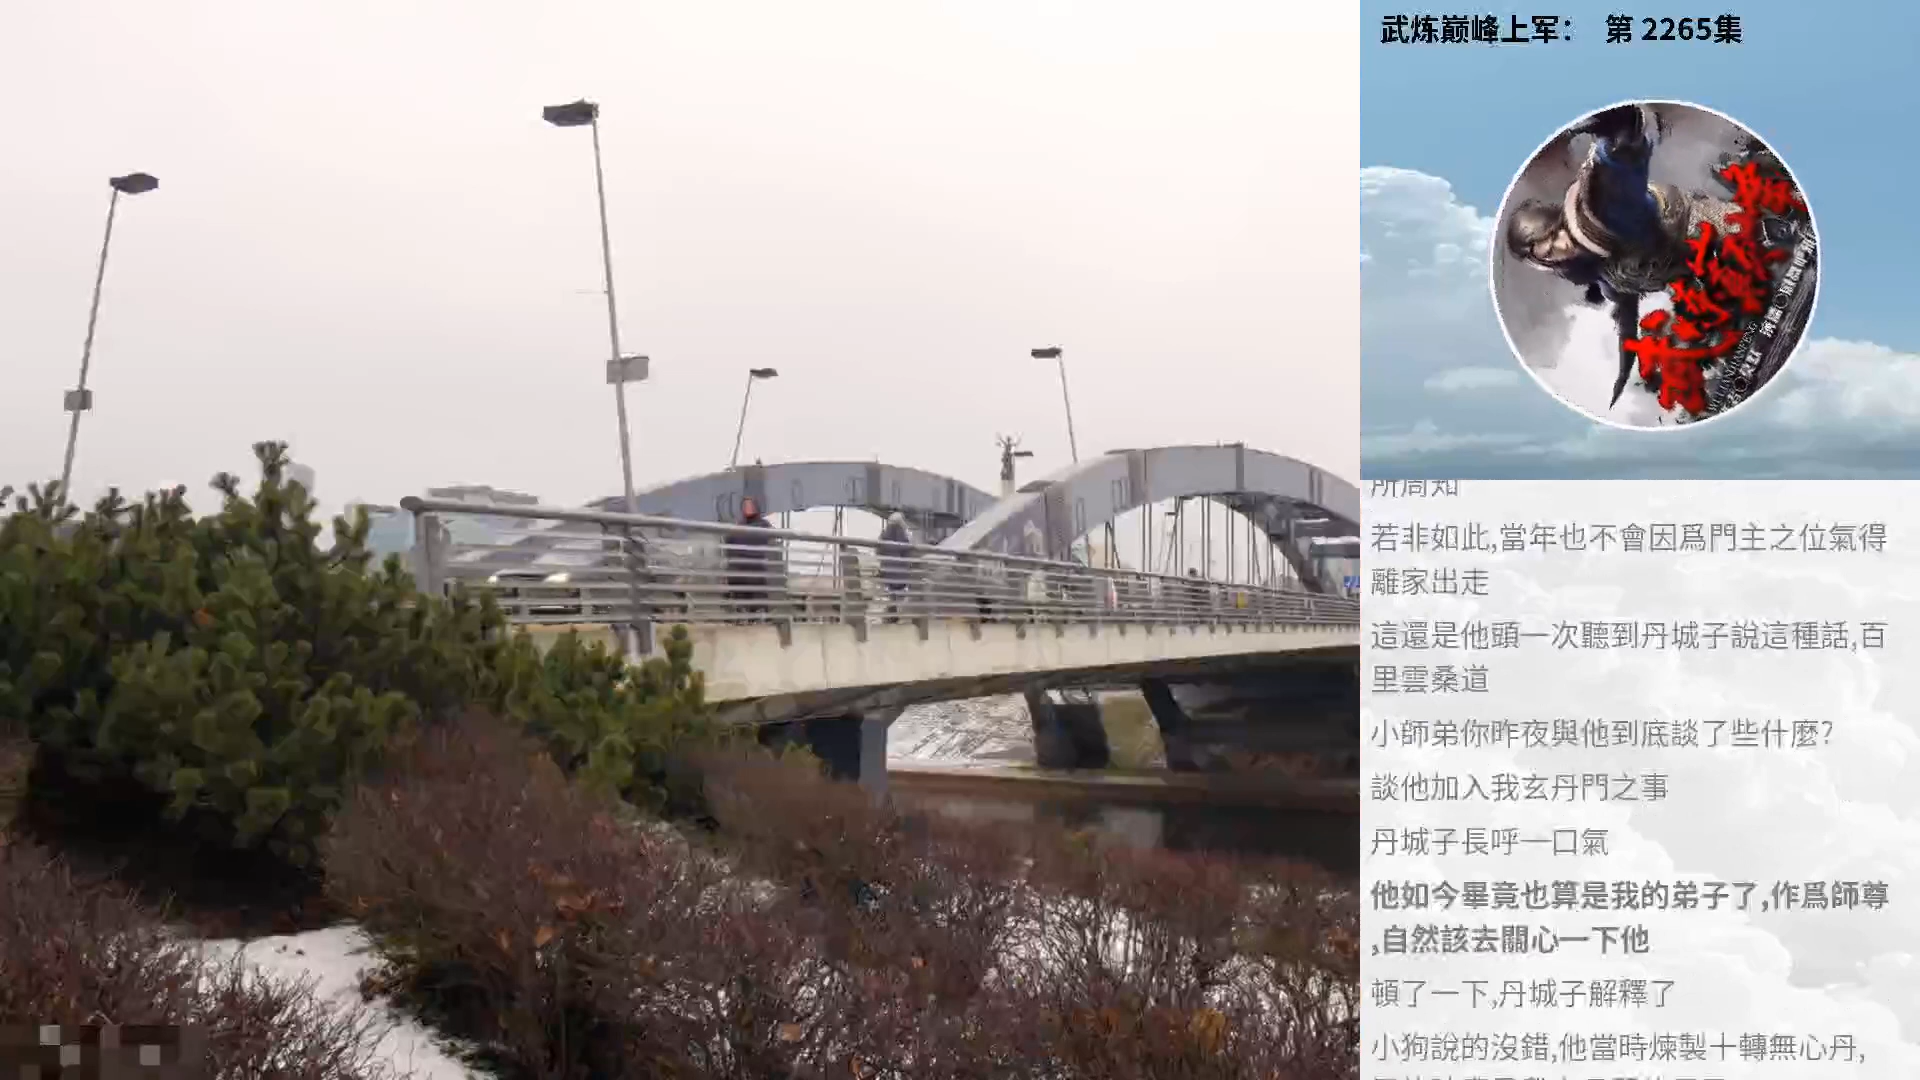 武炼巅峰上军： 第 2265集
武煉巔峰
所周知
若非如此,當年也不會因爲門主之位氣得
離家出走
這還是他頭一次聽到丹城子說這種話,百
里雲桑道
小師弟你昨夜與他到底談了些什麼?
談他加入我玄丹門之事
丹城子長呼一口氣
他如今畢竟也算是我的弟子了,作爲師尊
,自然該去關心一下他
頓了一下,丹城子解釋了
小狗說的沒錯,他當時煉製十轉無心丹,